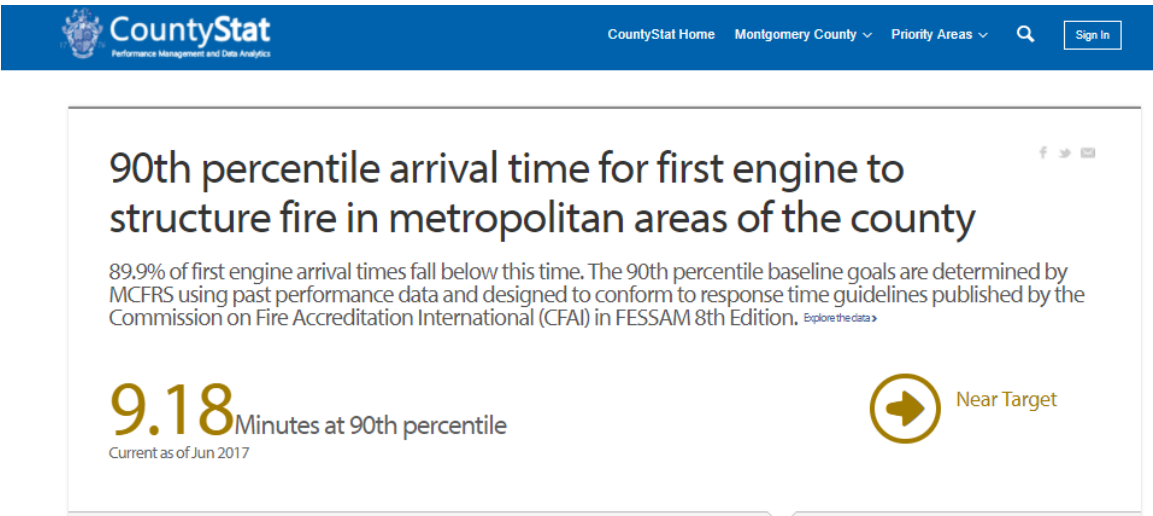 CountyStat
Performance Management and Data Analytics
CountyStat Home Montgomery County Priority Areas Sign In
90th percentile arrival time for first engine to
structure fire in metropolitan areas of the county
89.9% of first engine arrival times fall below this time. The 90th percentile baseline goals are determined by
MCFRS using past performance data and designed to conform to response time guidelines published by the
Commission on Fire Accreditation International (CFAI) in FESSAM 8th Edition. Explore the data >
9.18 Minutes at 90th percentile
Near Target
Current as of Jun 2017